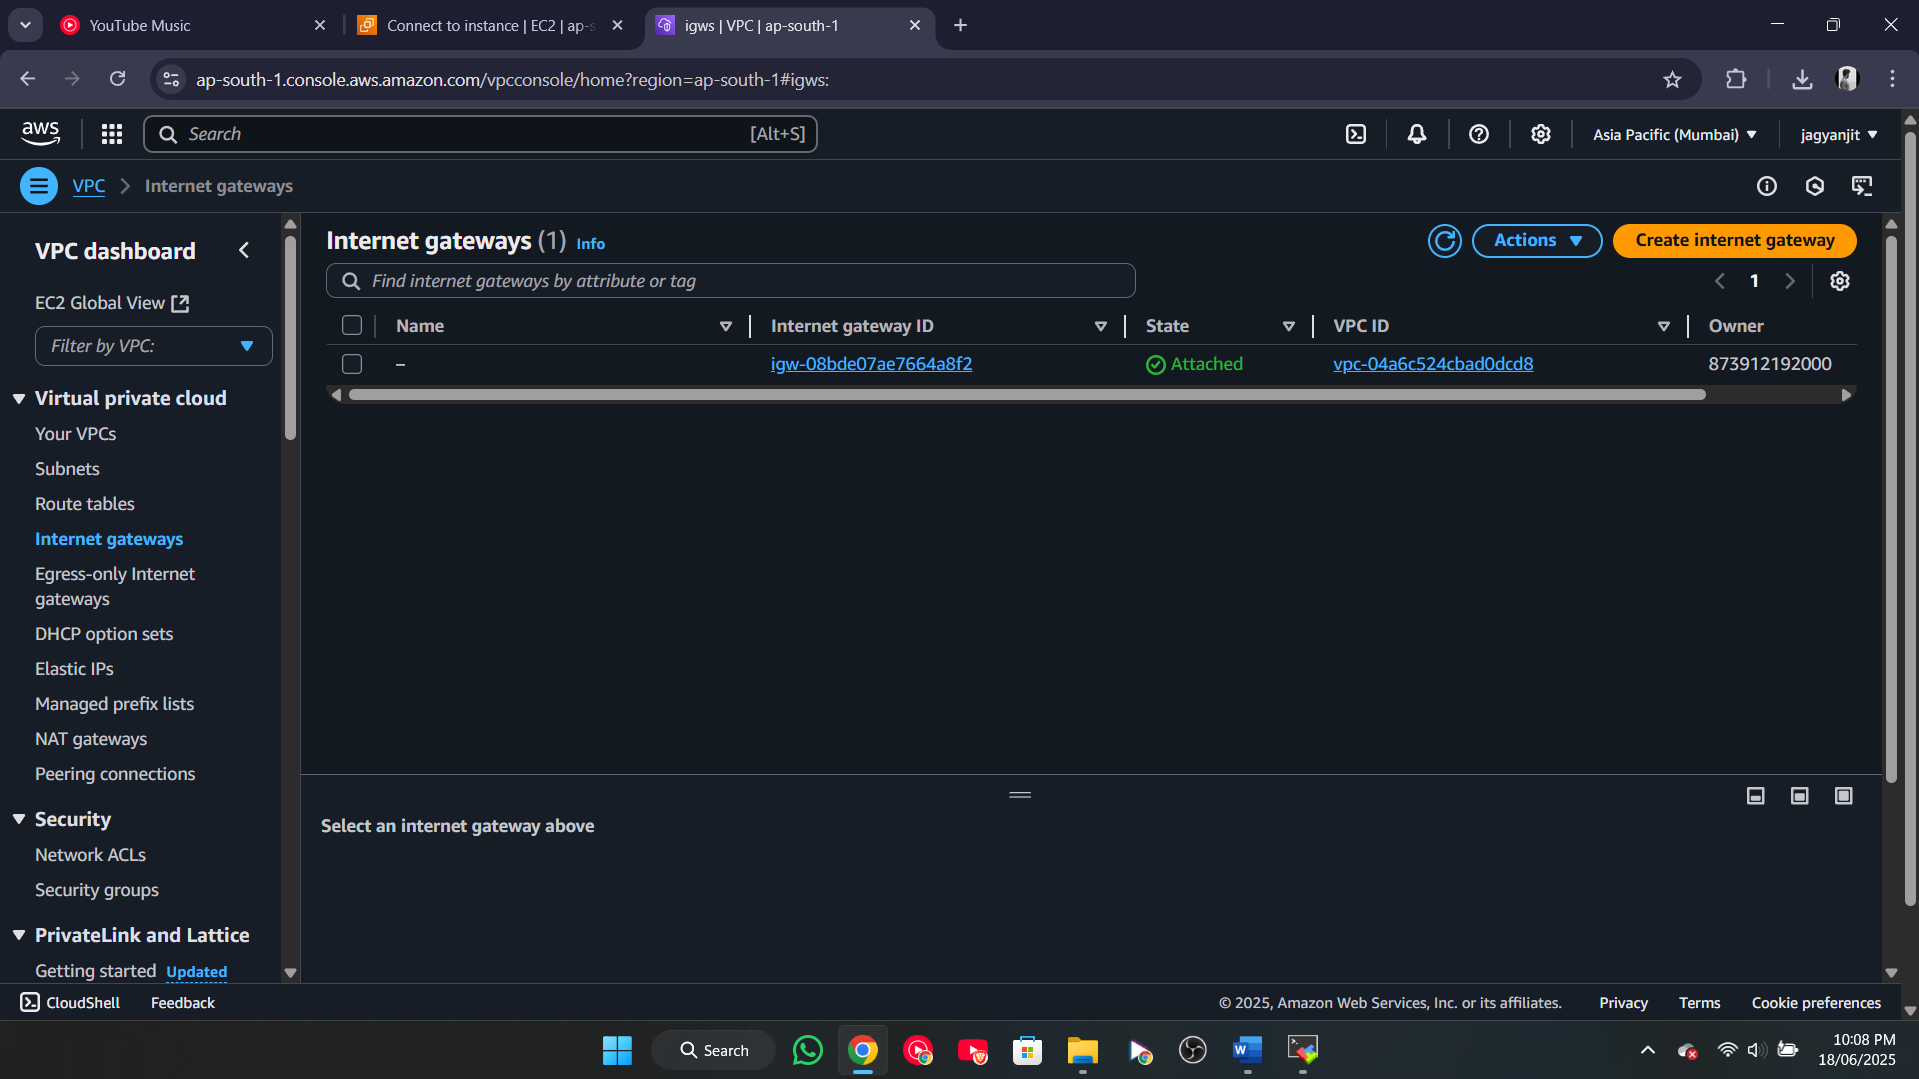 YouTube Music
Connect to instance | EC2 | ap-s
igws | VPC | ap-south-1
ap-south-1.console.aws.amazon.com/vpcconsole/home?region=ap-south-1#igws:
aws
Search
[Alt+S]
Asia Pacific (Mumbai)
jagyanjit
VPC
Internet gateways
VPC dashboard
EC2 Global View
Filter by VPC:
Virtual private cloud
Your VPCs
Subnets
Route tables
Internet gateways
Egress-only Internet
gateways
DHCP option sets
Elastic IPs
Managed prefix lists
NAT gateways
Peering connections
Security
Network ACLs
Security groups
PrivateLink and Lattice
Getting started Updated
Internet gateways (1) Info
Actions
Create internet gateway
Find internet gateways by attribute or tag
1
Name Internet gateway ID State VPC ID Owner
– igw-08bde07ae7664a8f2 Attached vpc-04a6c524cbad0dcd8 873912192000
Select an internet gateway above
CloudShell Feedback
© 2025, Amazon Web Services, Inc. or its affiliates. Privacy Terms Cookie preferences
Search
W
10:08 PM
18/06/2025